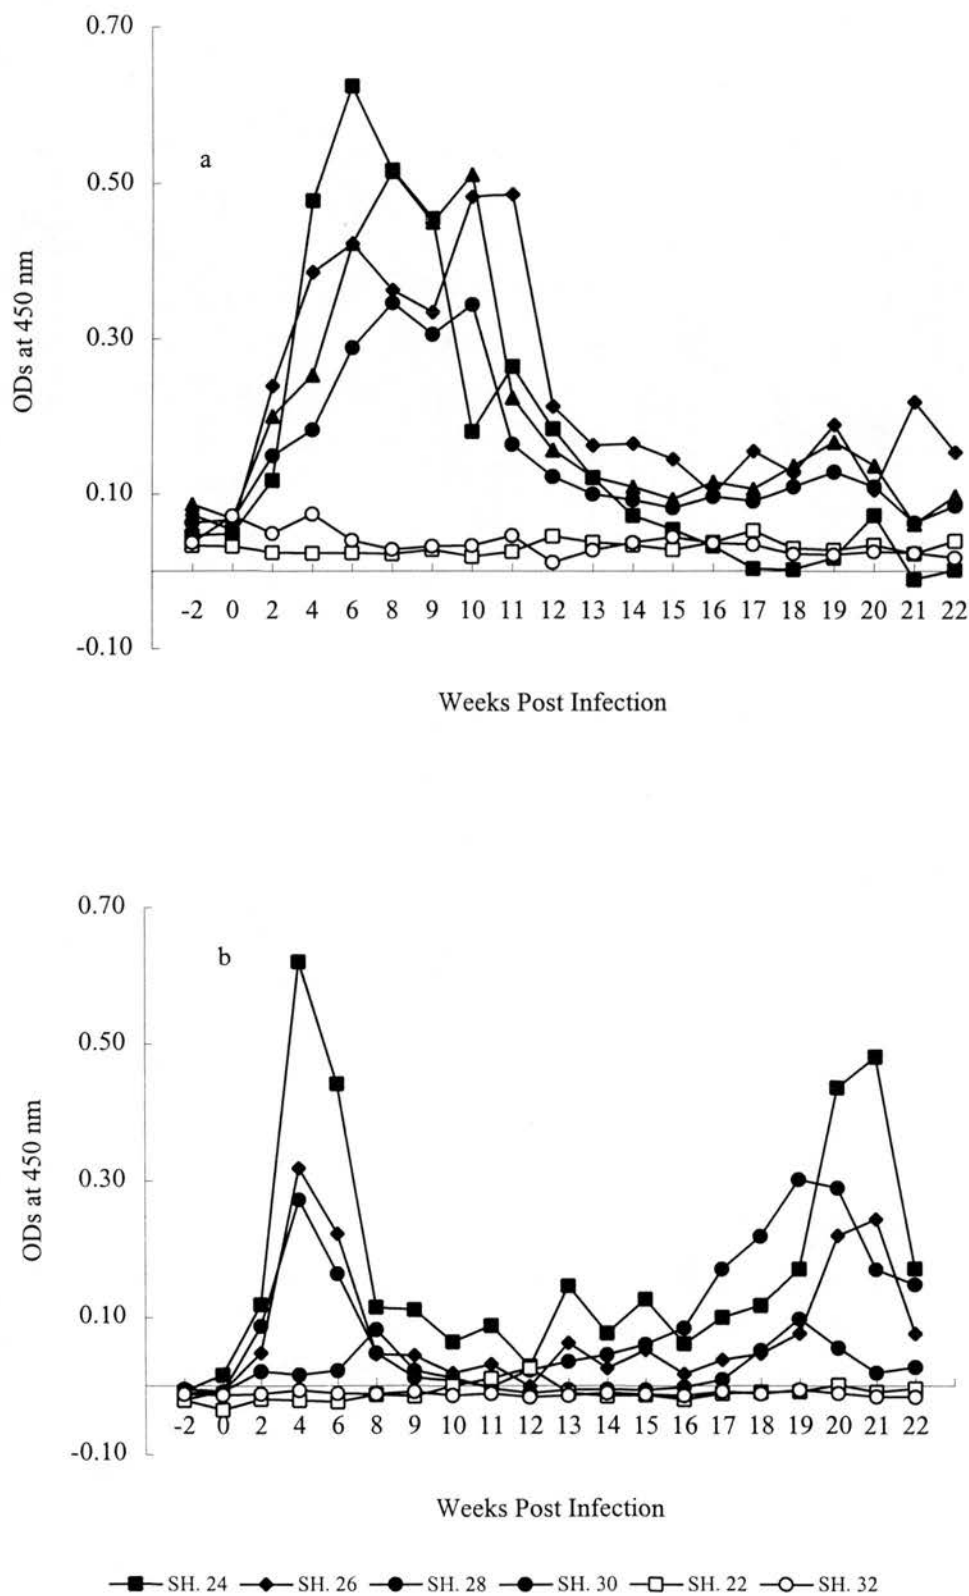 0.70
a
0.50
ODs at 450 nm
0.30
0.10
-2 0 2 4 6 8 9 10 11 12 13 14 15 16 17 18 19 20 21 22
-0.10
Weeks Post Infection
0.70
b
0.50
ODs at 450 nm
0.30
0.10
-2 0 2 4 6 8 9 10 11 12 13 14 15 16 17 18 19 20 21 22
-0.10
Weeks Post Infection
SH. 24 SH. 26 SH. 28 SH. 30 SH. 22 SH. 32